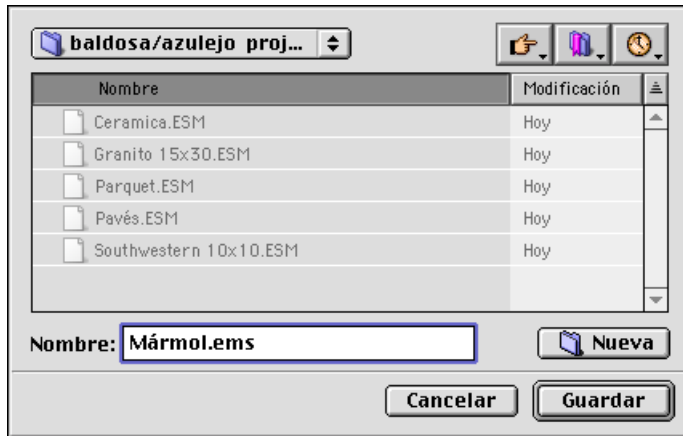 baldosa/azulejo proj...
Nombre Modificación
Ceramica.ESM Hoy
Granito 15x30.ESM Hoy
Parquet.ESM Hoy
Pavés.ESM Hoy
Southwestern 10x10.ESM Hoy
Nombre: Mármol.ems Nueva
Cancelar Guardar